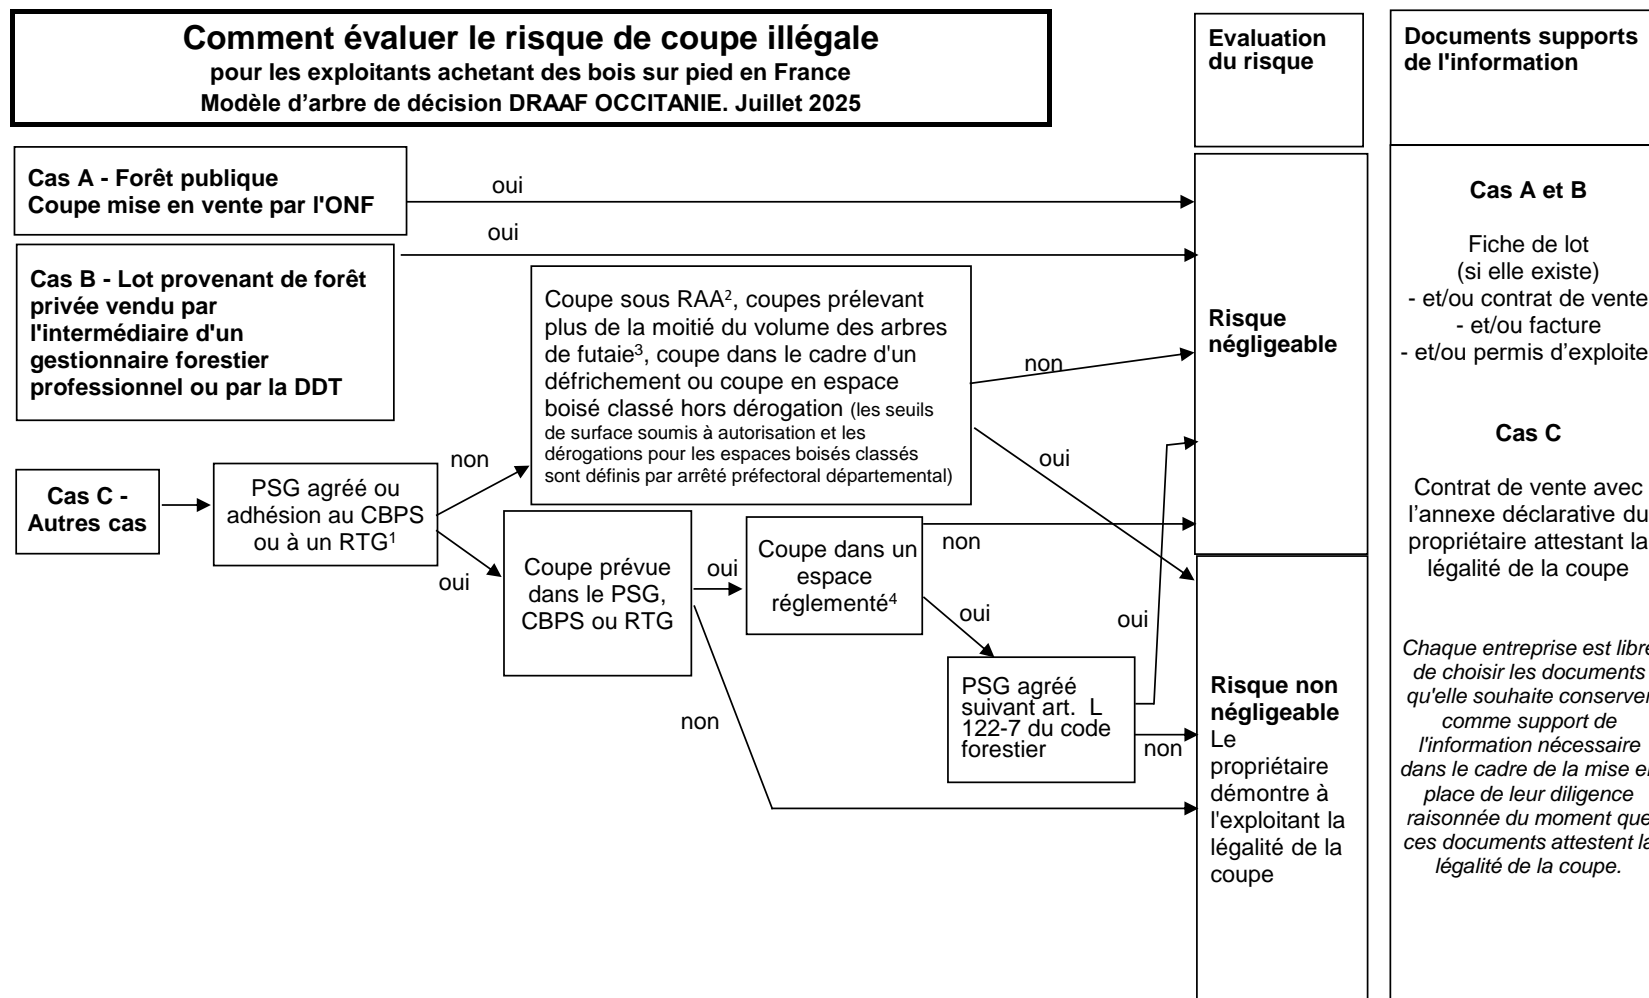 Comment évaluer le risque de coupe illégale
pour les exploitants achetant des bois sur pied en France
Modèle d'arbre de décision DRAAF OCCITANIE. Juillet 2025
Evaluation
du risque
Documents supports
de l'information
Cas A - Forêt publique
Coupe mise en vente par l'ONF
oui
Cas B - Lot provenant de forêt
privée vendu par
l'intermédiaire d'un
gestionnaire forestier
professionnel ou par la DDT
oui
Cas C -
Autres cas
PSG agréé ou
adhésion au CBPS
ou à un RTG¹
non
oui
Coupe sous RAA², coupes prélevant
plus de la moitié du volume des arbres
de futaie³, coupe dans le cadre d'un
défrichement ou coupe en espace
boisé classé hors dérogation (les seuils
de surface soumis à autorisation et les
dérogations pour les espaces boisés classés
sont définis par arrêté préfectoral départemental)
non
oui
Coupe prévue
dans le PSG,
CBPS ou RTG
oui
non
Coupe dans un
espace
réglementé⁴
non
oui
PSG agréé
suivant art. L
122-7 du code
forestier
oui
non
Risque
négligeable
Risque non
négligeable
Le
propriétaire
démontre à
l'exploitant la
légalité de la
coupe
Cas A et B
Fiche de lot
(si elle existe)
- et/ou contrat de vente
- et/ou facture
- et/ou permis d'exploite
Cas C
Contrat de vente avec
l'annexe déclarative du
propriétaire attestant la
légalité de la coupe
Chaque entreprise est libre
de choisir les documents
qu'elle souhaite conserver
comme support de
l'information nécessaire
dans le cadre de la mise en
place de leur diligence
raisonnée du moment que
ces documents attestent la
légalité de la coupe.